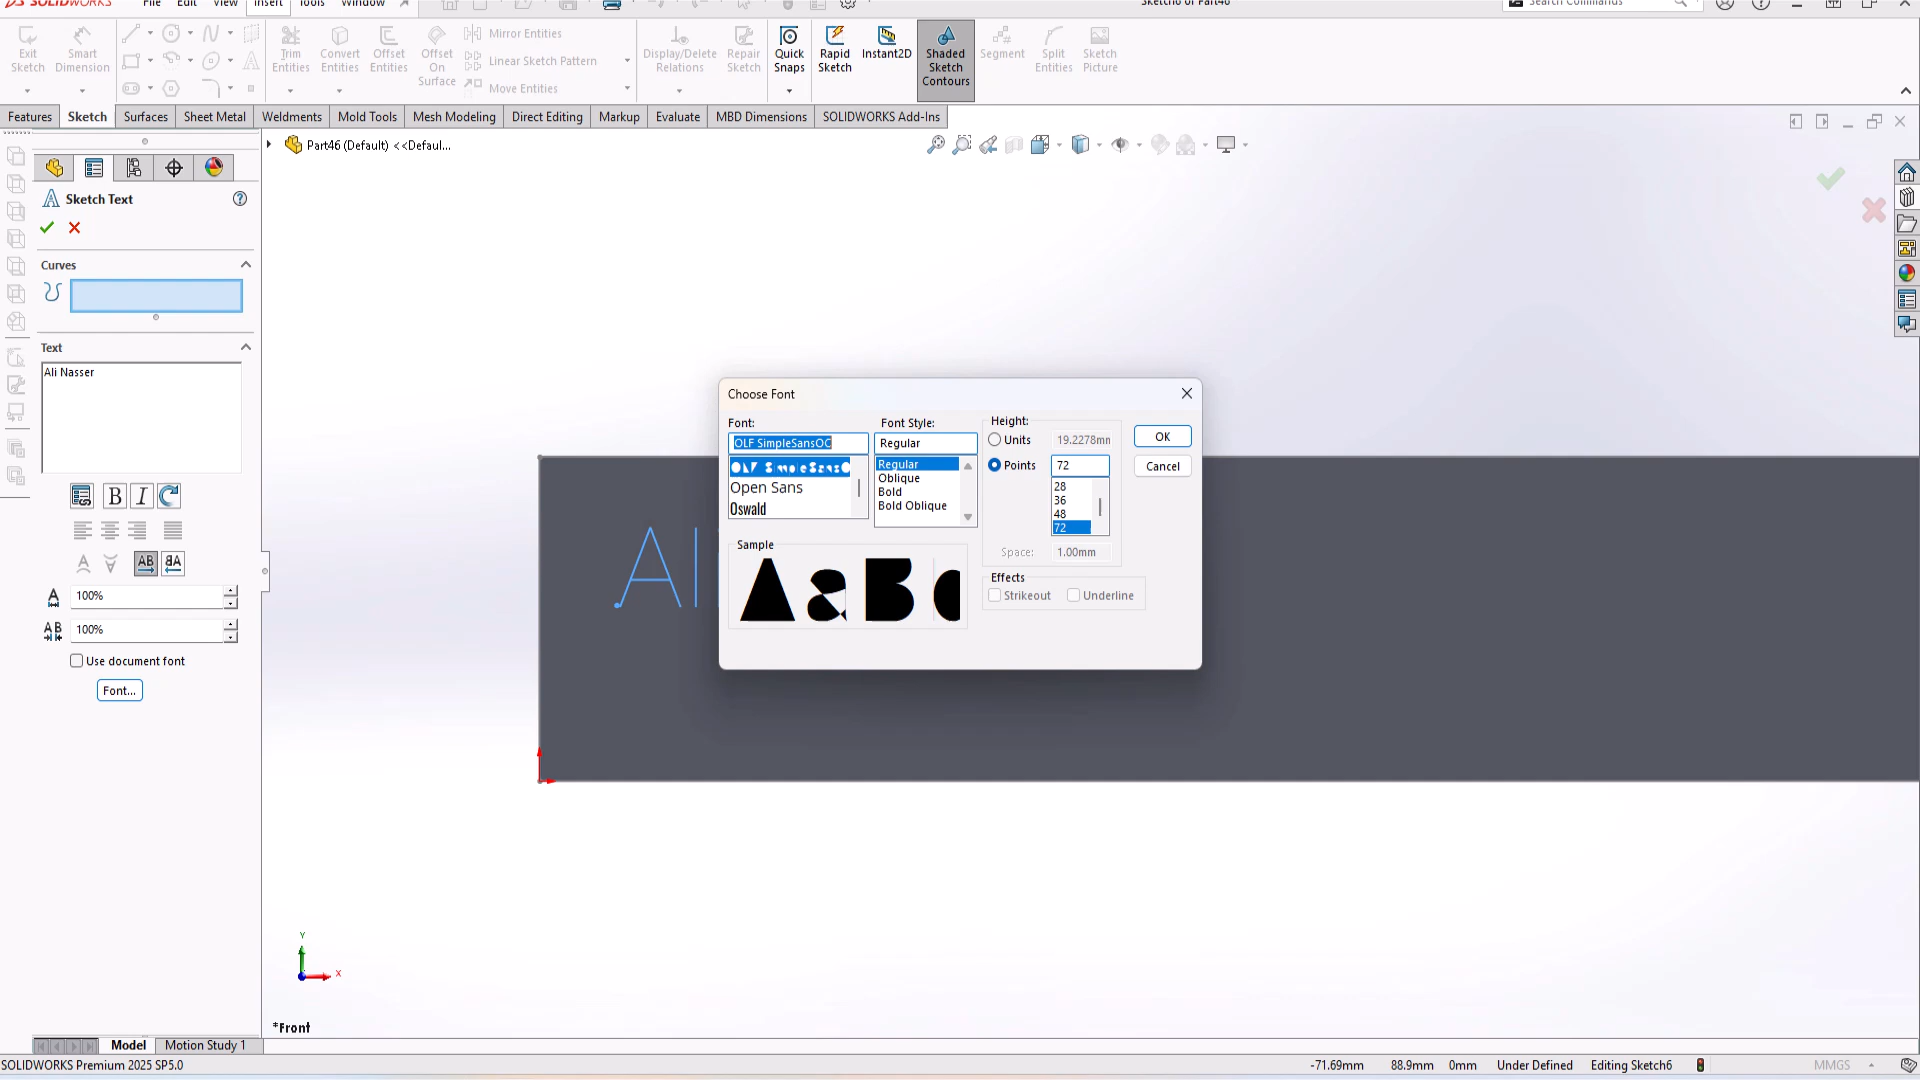 SOLIDWORKS
File Edit View Insert Tools Window
Sketch6 of Part46
Search Commands
Exit Sketch
Smart Dimension
Trim Entities
Convert Entities
Offset Entities
Offset On Surface
Mirror Entities
Linear Sketch Pattern
Move Entities
Display/Delete Relations
Repair Sketch
Quick Snaps
Rapid Sketch
Instant2D
Shaded Sketch Contours
Segment
Split Entities
Sketch Picture
Features Sketch Surfaces Sheet Metal Weldments Mold Tools Mesh Modeling Direct Editing Markup Evaluate MBD Dimensions SOLIDWORKS Add-Ins
Part46 (Default) <<Defaul...
Sketch Text
Curves
Text
Ali Nasser
B I
AB
100%
AB
100%
Use document font
Font...
Al
Choose Font
Font:
OLF SimpleSansOC
OLF SimpleSansO
Open Sans
Oswald
Font Style:
Regular
Regular
Oblique
Bold
Bold Oblique
Height:
Units 19.2278mm
Points 72
28
36
48
72
Space: 1.00mm
OK
Cancel
Sample
AaB
Effects
Strikeout Underline
Y
X
*Front
Model Motion Study 1
SOLIDWORKS Premium 2025 SP5.0
-71.69mm 88.9mm 0mm Under Defined Editing Sketch6 MMGS